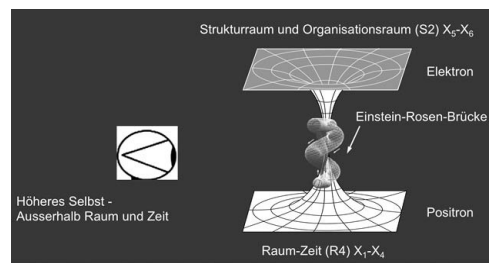 Strukturraum und Organisationsraum (S2) X₅-X₆
Elektron
Einstein-Rosen-Brücke
Höheres Selbst -
Ausserhalb Raum und Zeit
Positron
Raum-Zeit (R4) X₁-X₄